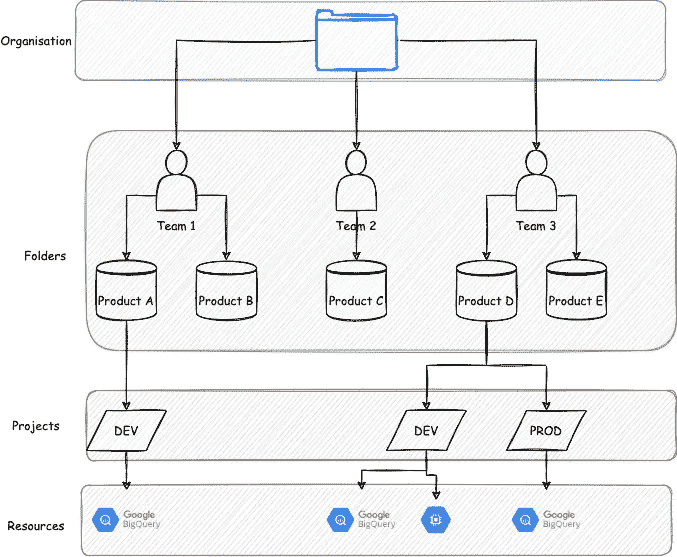 Organisation
Team 1
Team 2
Team 3
Folders
Product A
Product B
Product C
Product D
Product E
Projects
DEV
DEV
PROD
Resources
Google
BigQuery
Google
BigQuery
Google
BigQuery